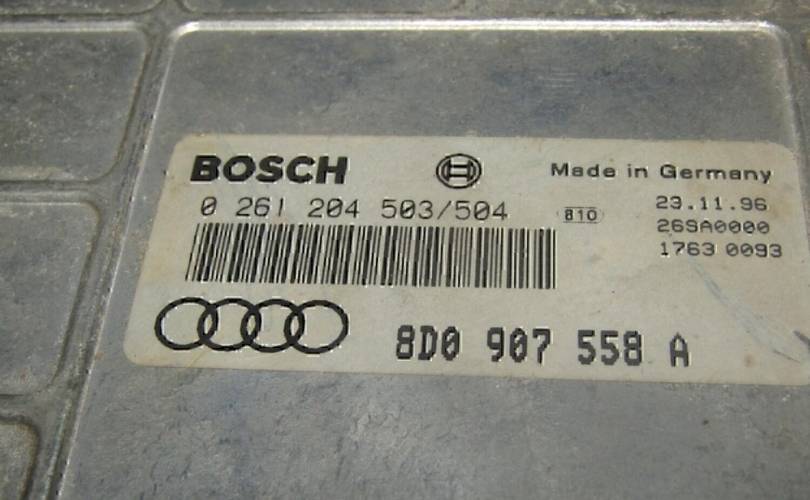 BOSCH
Made in Germany
0 261 204 503/504
810
23.11.96
26SA0000
1763 0093
8D0 907 558 A